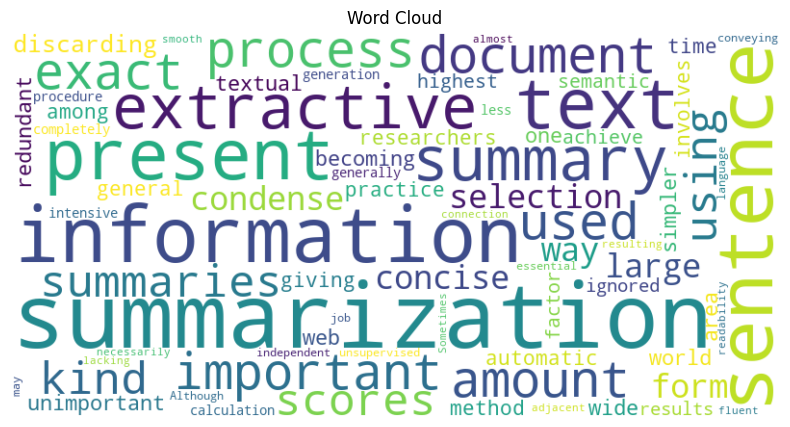 Word Cloud
discarding
smooth
process
almost
document
time
conveying
exact
textual
generation
highest
semantic
redundant
procedure
among
completely
extractive
less
text
involves
sentence
present
researchers
one
achieve
becoming
generally
summary
using
language
general
condense
practice
selection
simpler
intensive
information
connection
used
way
resulting
large
essential
summaries
giving
concise
ignored
factor
area
readability
summarization
job
web
Sometimes
necessarily
lacking
independent
unsupervised
automatic
world
may
kind
important
amount
form
unimportant
Although
calculation
scores
method
adjacent
wide
results
fluent